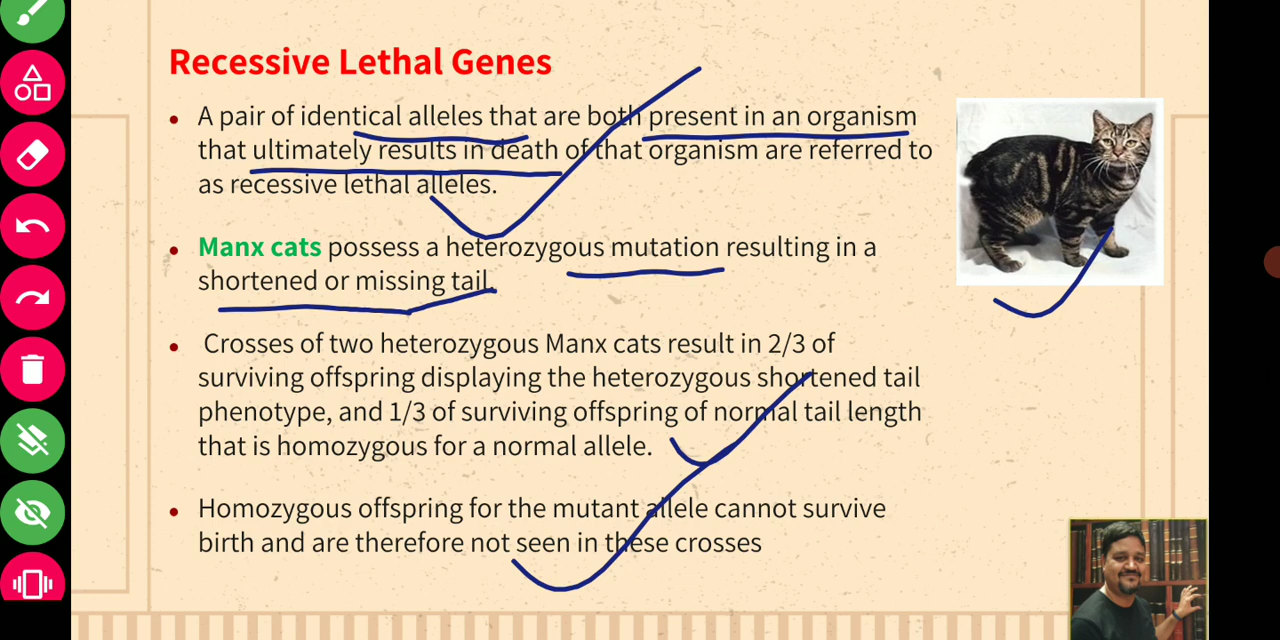 Recessive Lethal Genes
• A pair of identical alleles that are both present in an organism
that ultimately results in death of that organism are referred to
as recessive lethal alleles.
• Manx cats possess a heterozygous mutation resulting in a
shortened or missing tail.
• Crosses of two heterozygous Manx cats result in 2/3 of
surviving offspring displaying the heterozygous shortened tail
phenotype, and 1/3 of surviving offspring of normal tail length
that is homozygous for a normal allele.
• Homozygous offspring for the mutant allele cannot survive
birth and are therefore not seen in these crosses